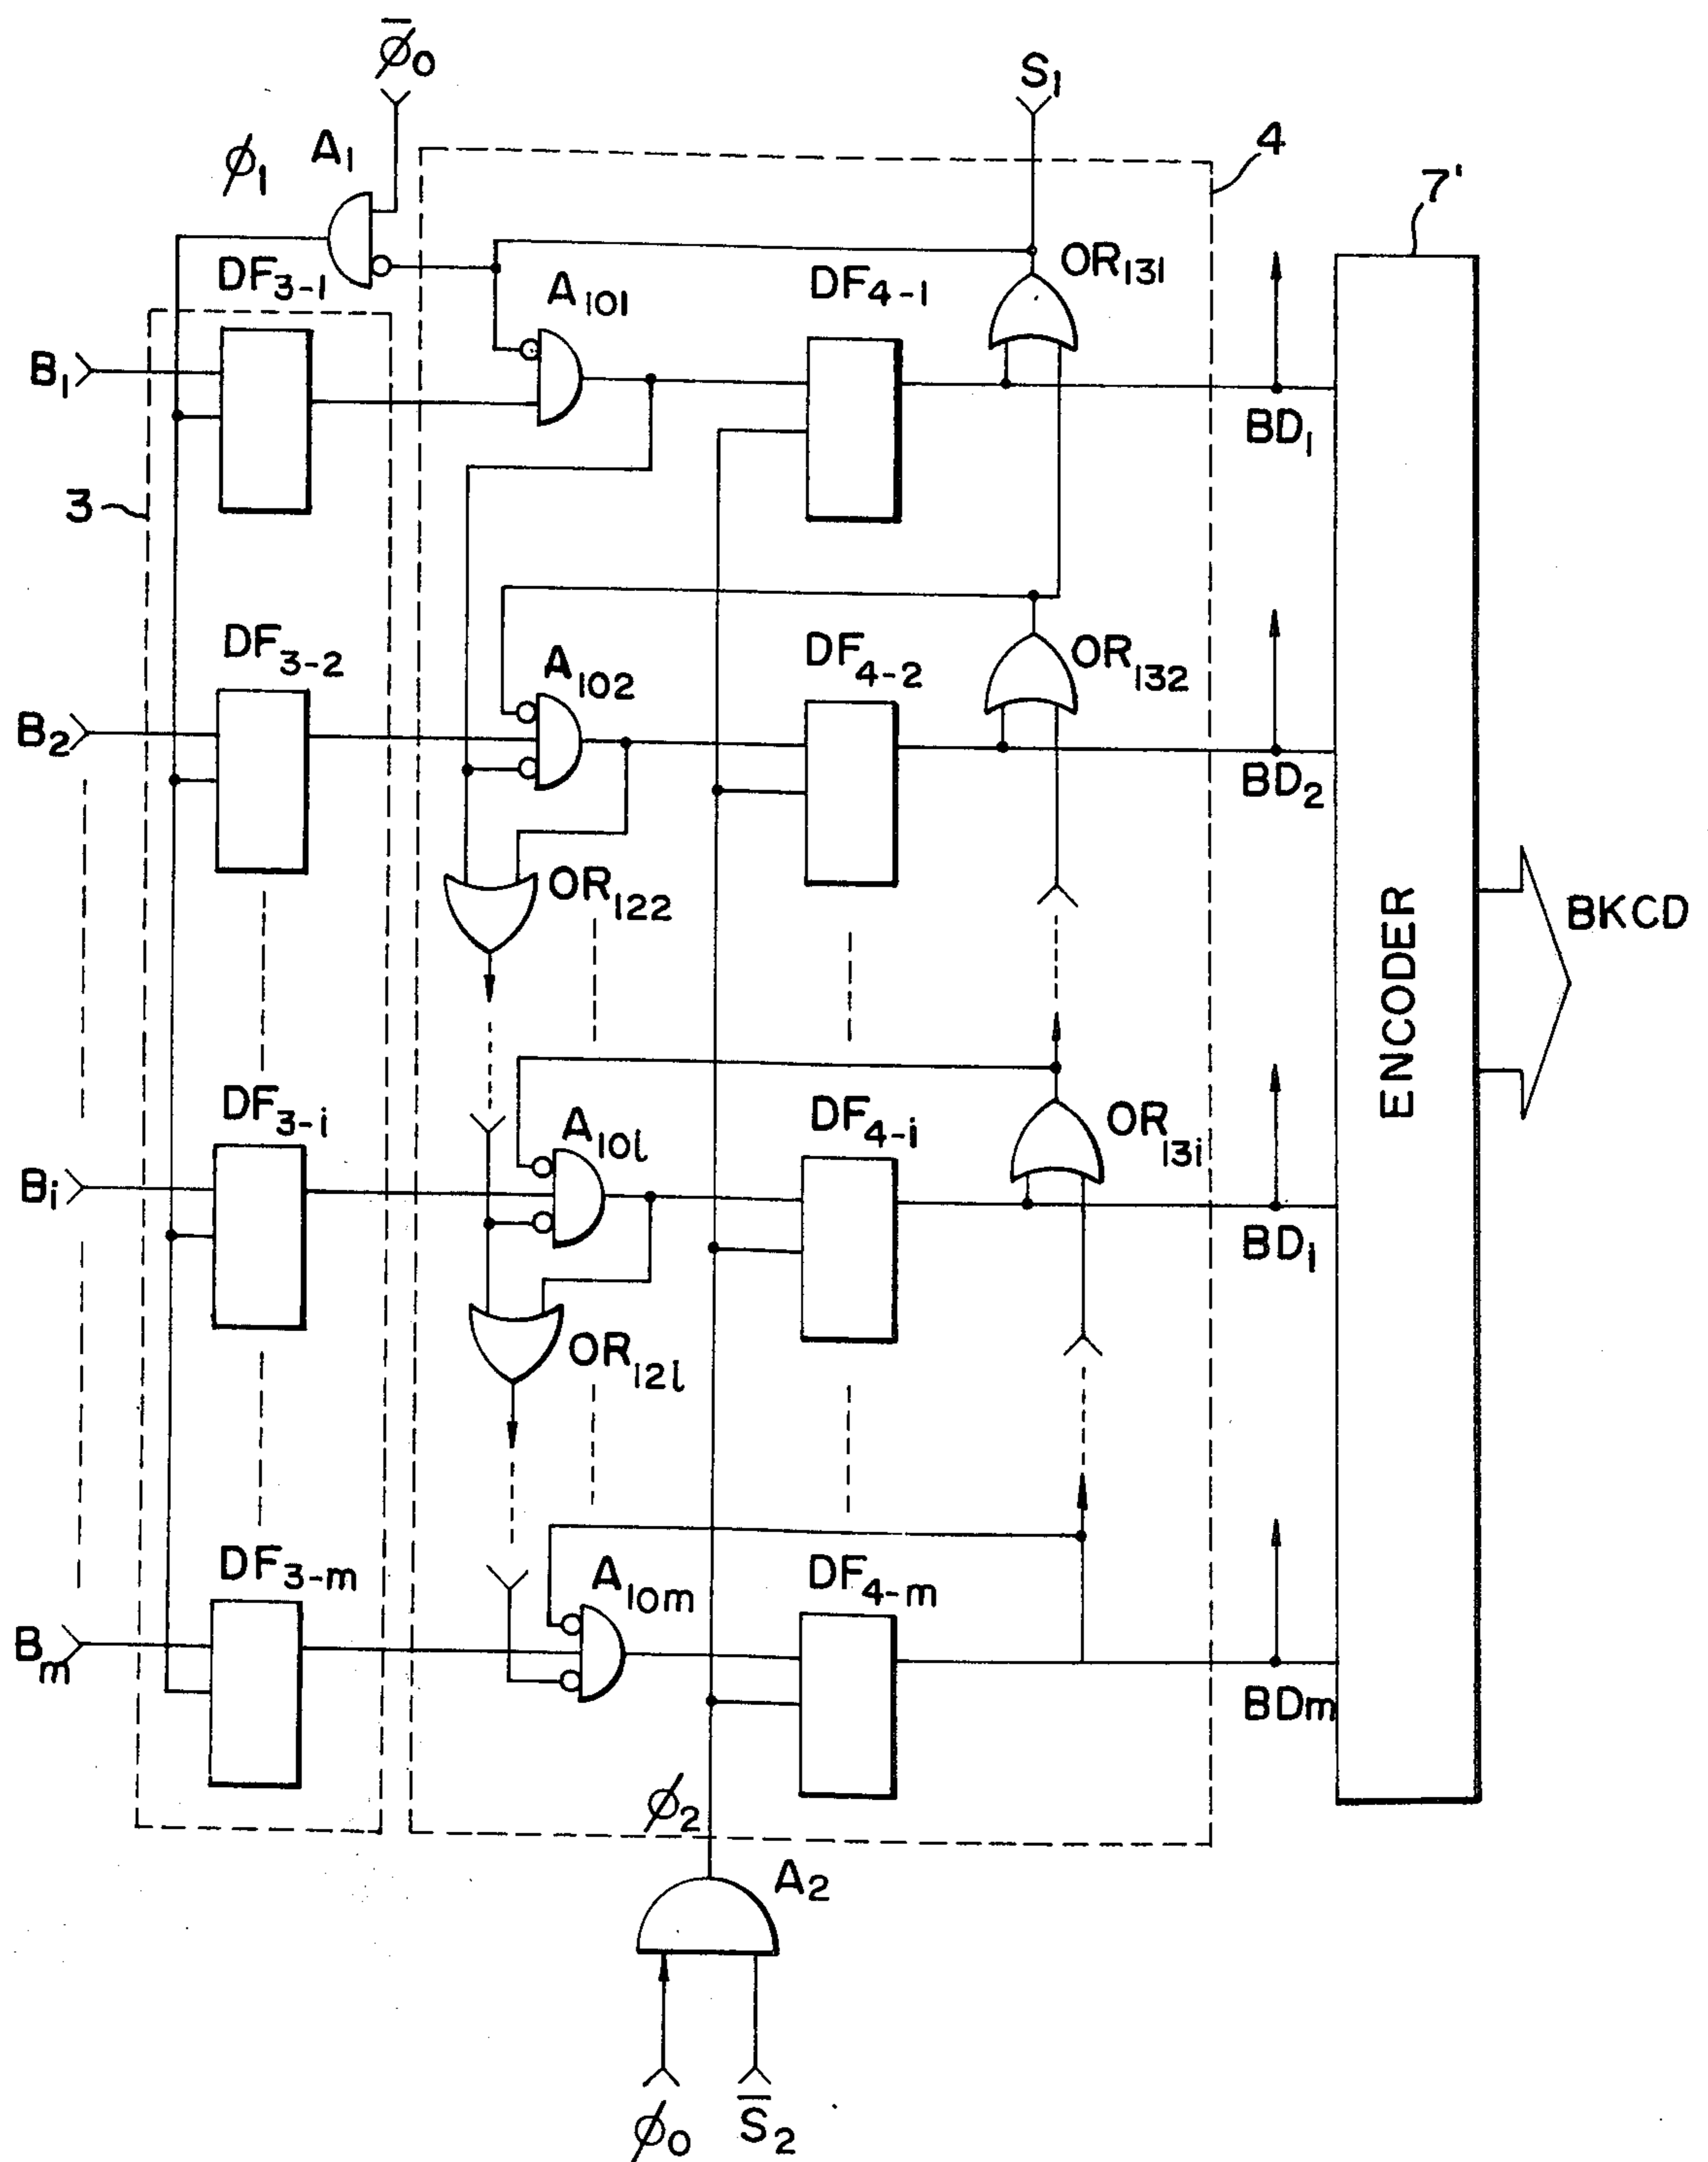 φ̄₀
S₁
φ₁
A₁
4
7'
DF₃₋₁
A₁₀₁
DF₄₋₁
OR₁₃₁
B₁
BD₁
3
DF₃₋₂
A₁₀₂
DF₄₋₂
OR₁₃₂
B₂
BD₂
OR₁₂₂
ENCODER
BKCD
DF₃₋ᵢ
A₁₀ₗ
DF₄₋ᵢ
OR₁₃ᵢ
Bᵢ
BDᵢ
OR₁₂ₗ
DF₃₋ₘ
A₁₀ₘ
DF₄₋ₘ
Bₘ
BDm
φ₂
A₂
φ₀
S̄₂